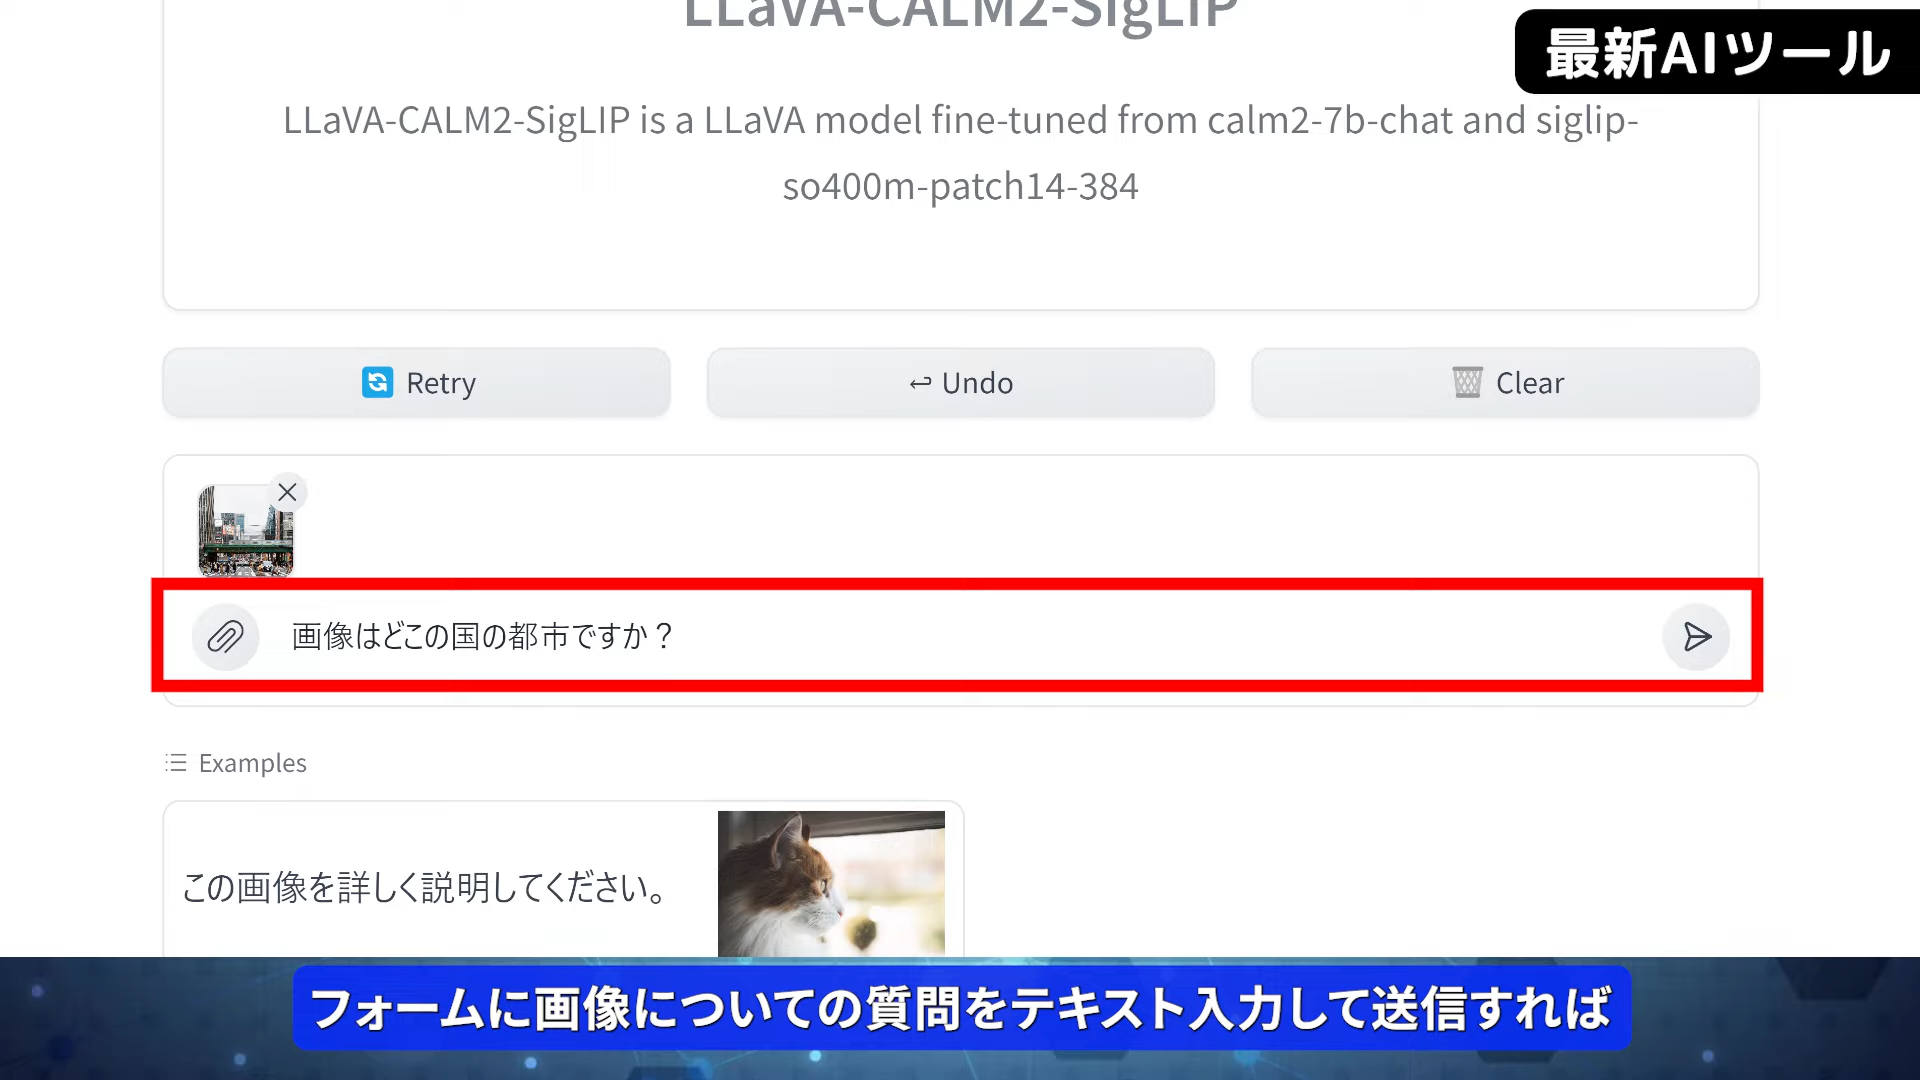 LLaVA-CALM2-SigLIP
最新AIツール
LLaVA-CALM2-SigLIP is a LLaVA model fine-tuned from calm2-7b-chat and siglip-
so400m-patch14-384
Retry
Undo
Clear
画像はどこの国の都市ですか？
Examples
この画像を詳しく説明してください。
フォームに画像についての質問をテキスト入力して送信すれば